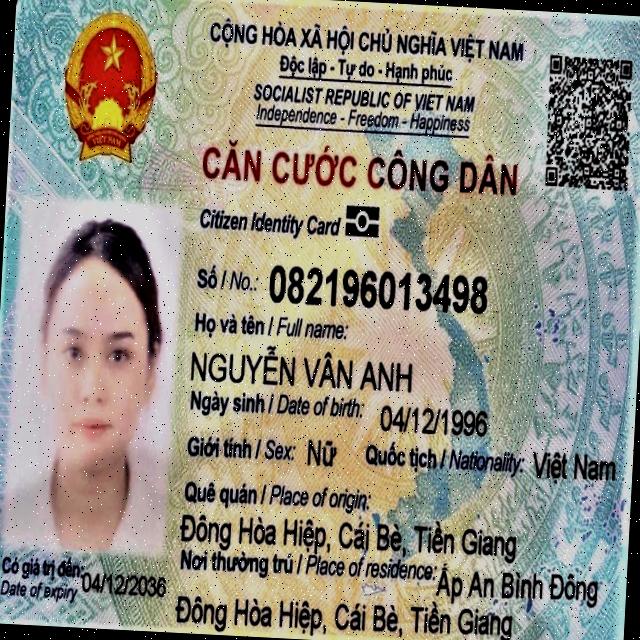 CỘNG HÒA XÃ HỘI CHỦ NGHĨA VIỆT NAM
Độc lập - Tự do - Hạnh phúc
SOCIALIST REPUBLIC OF VIET NAM
Independence - Freedom - Happiness
VIỆT NAM
CĂN CƯỚC CÔNG DÂN
Citizen Identity Card
Số / No.: 082196013498
Họ và tên / Full name:
NGUYỄN VÂN ANH
Ngày sinh / Date of birth: 04/12/1996
Giới tính / Sex: Nữ Quốc tịch / Nationality: Việt Nam
Quê quán / Place of origin:
Đông Hòa Hiệp, Cái Bè, Tiền Giang
Nơi thường trú / Place of residence: Ấp An Bình Đông
Đông Hòa Hiệp, Cái Bè, Tiền Giang
Có giá trị đến: 04/12/2036
Date of expiry